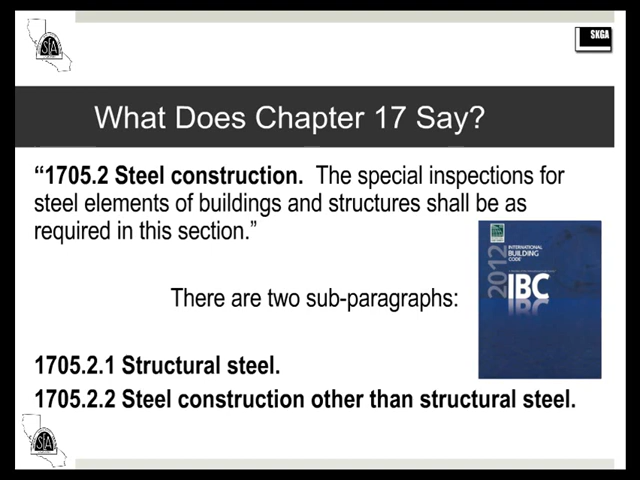 SKGA
What Does Chapter 17 Say?
“1705.2 Steel construction. The special inspections for
steel elements of buildings and structures shall be as
required in this section.”
2012
INTERNATIONAL
BUILDING
CODE
IBC
There are two sub-paragraphs:
1705.2.1 Structural steel.
1705.2.2 Steel construction other than structural steel.